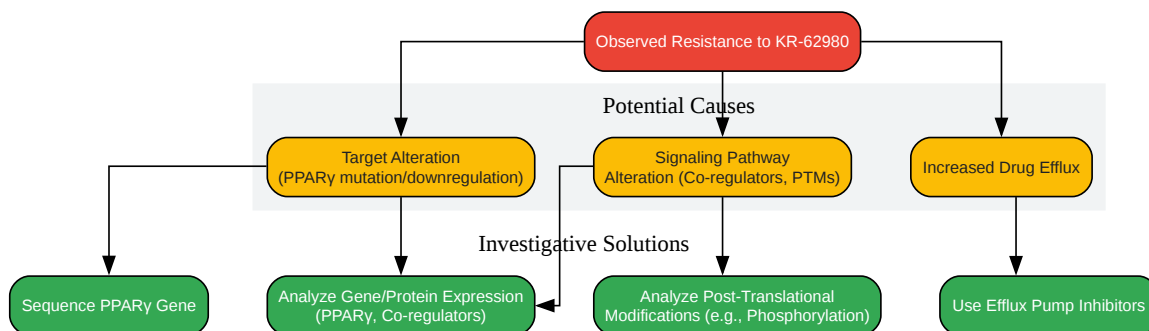 Observed Resistance to KR-62980
Potential Causes
Target Alteration
(PPARγ mutation/downregulation)
Signaling Pathway
Alteration (Co-regulators, PTMs)
Increased Drug Efflux
Investigative Solutions
Sequence PPARγ Gene
Analyze Gene/Protein Expression
(PPARγ, Co-regulators)
Analyze Post-Translational
Modifications (e.g., Phosphorylation)
Use Efflux Pump Inhibitors